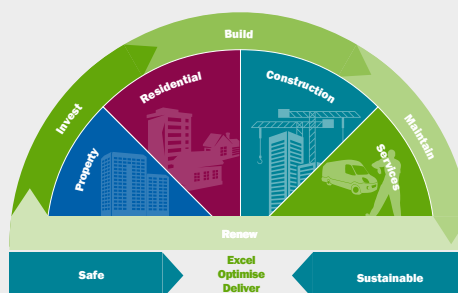 Build
Invest
Maintain
Property
Residential
Construction
Services
Renew
Safe
Excel
Optimise
Deliver
Sustainable